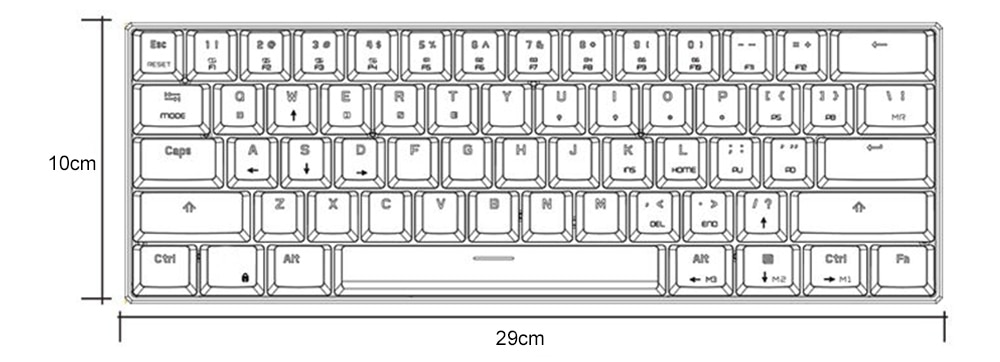 Esc 1 ! 2 @ 3 # 4 $ 5 % 6 ^ 7 & 8 * 9 ( 0 ) - - = + ←
RESET F1 F2 F3 F4 F5 F6 F7 F8 F9 F10 F11 F12
Q W E R T Y U I O P [ { ] } \ |
MODE ↑ PS PB MR
10cm
Caps A S D F G H J K L ; : ' "
← ↓ → INS HOME PU PD
Z X C V B N M , < . > / ?
DEL END ↑
Ctrl Alt Alt Ctrl Fn
← M3 ↓ M2 → M1
29cm